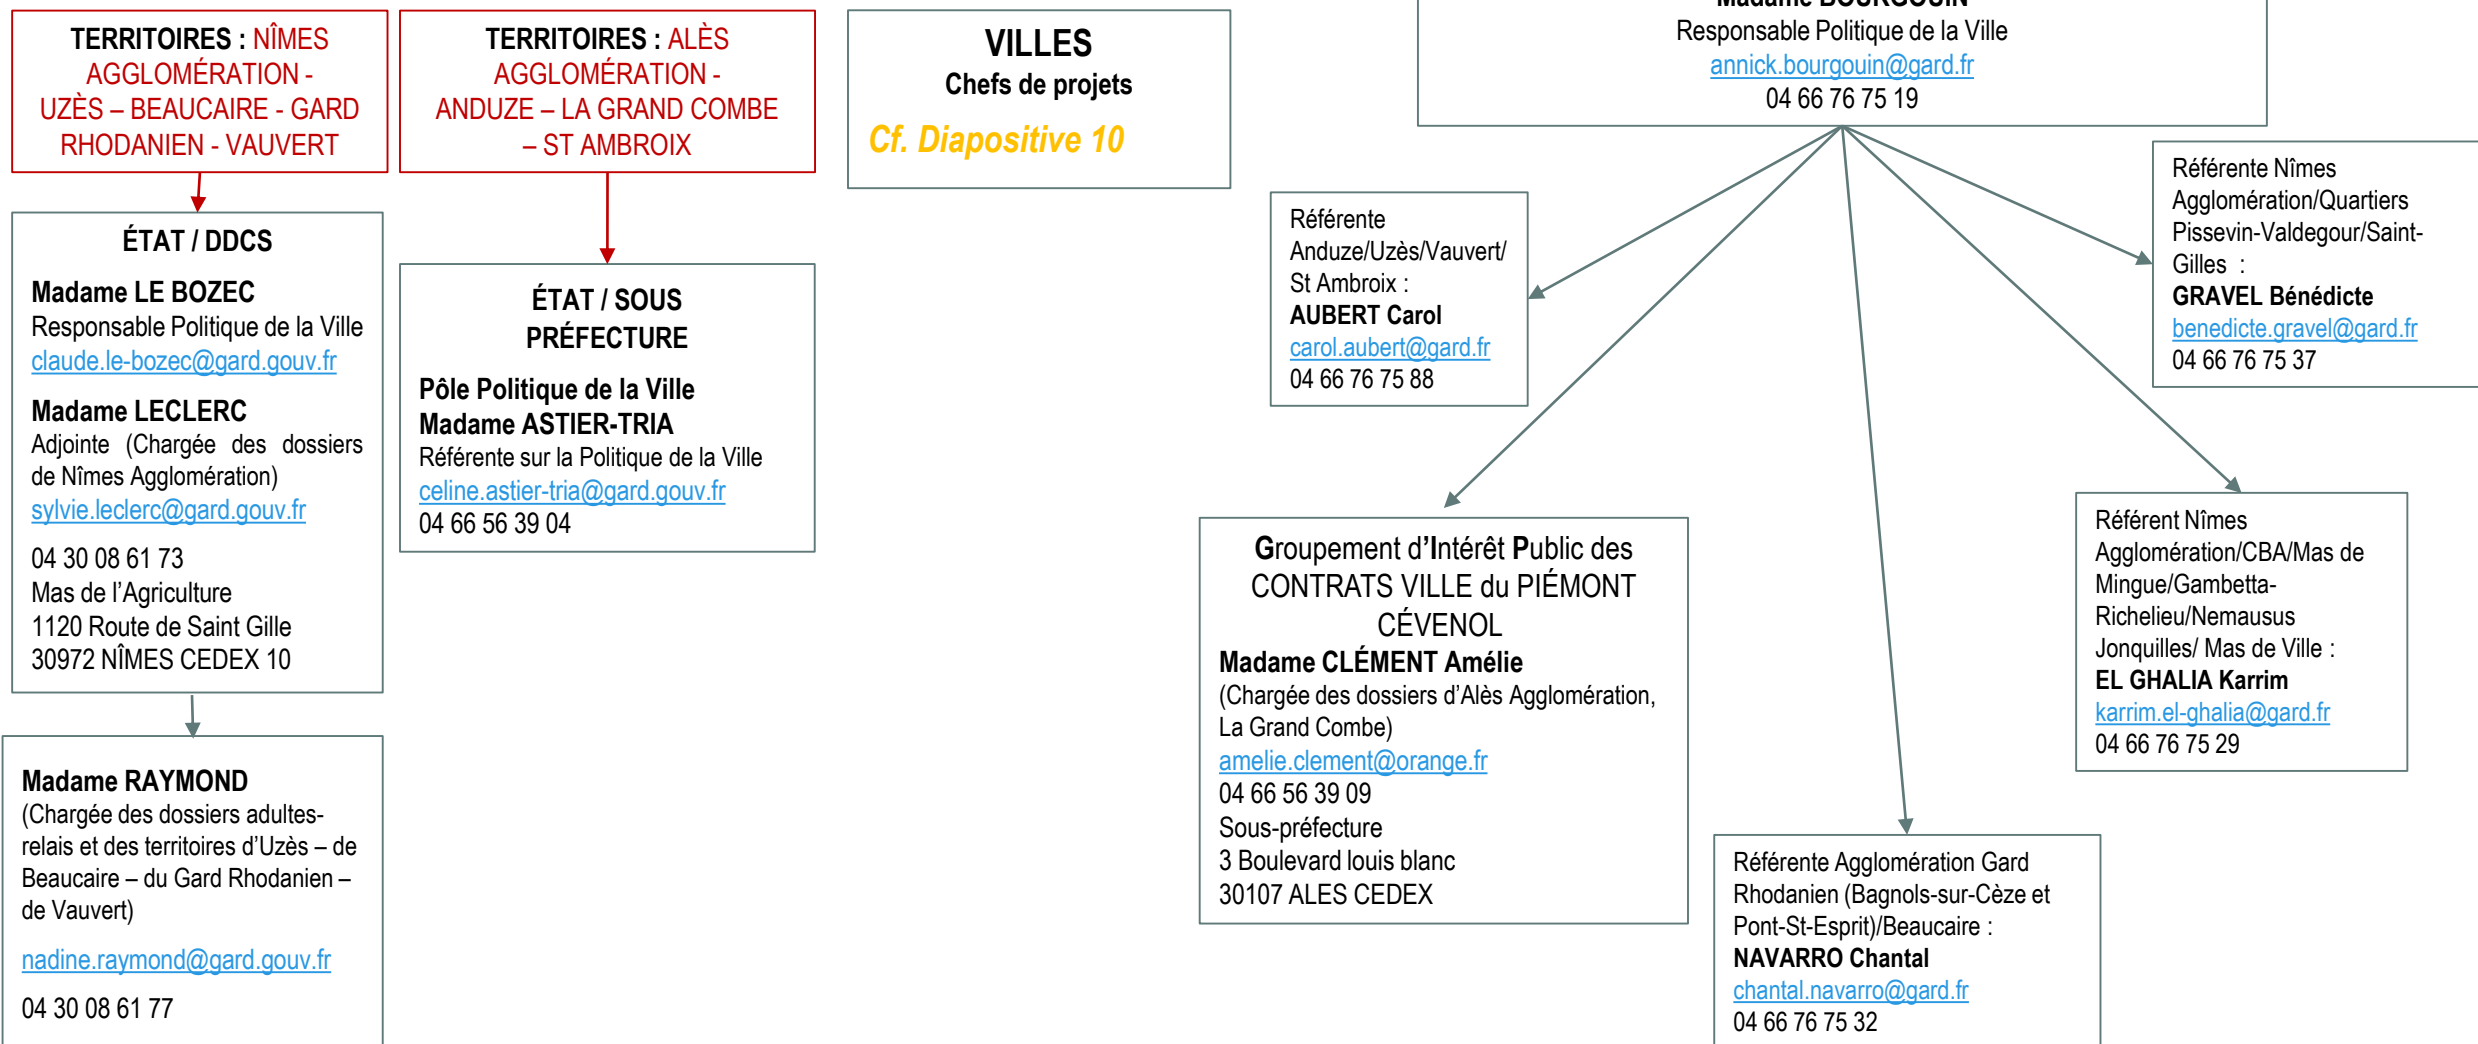 TERRITOIRES : NÎMES
AGGLOMÉRATION -
UZÈS – BEAUCAIRE - GARD
RHODANIEN - VAUVERT
ÉTAT / DDCS
Madame LE BOZEC
Responsable Politique de la Ville
claude.le-bozec@gard.gouv.fr
Madame LECLERC
Adjointe (Chargée des dossiers
de Nîmes Agglomération)
sylvie.leclerc@gard.gouv.fr
04 30 08 61 73
Mas de l’Agriculture
1120 Route de Saint Gille
30972 NÎMES CEDEX 10
Madame RAYMOND
(Chargée des dossiers adultes-
relais et des territoires d’Uzès – de
Beaucaire – du Gard Rhodanien –
de Vauvert)
nadine.raymond@gard.gouv.fr
04 30 08 61 77
TERRITOIRES : ALÈS
AGGLOMÉRATION -
ANDUZE – LA GRAND COMBE
– ST AMBROIX
ÉTAT / SOUS
PRÉFECTURE
Pôle Politique de la Ville
Madame ASTIER-TRIA
Référente sur la Politique de la Ville
celine.astier-tria@gard.gouv.fr
04 66 56 39 04
VILLES
Chefs de projets
Cf. Diapositive 10
Madame BOURGOUIN
Responsable Politique de la Ville
annick.bourgouin@gard.fr
04 66 76 75 19
Référente
Anduze/Uzès/Vauvert/
St Ambroix :
AUBERT Carol
carol.aubert@gard.fr
04 66 76 75 88
Groupement d’Intérêt Public des
CONTRATS VILLE du PIÉMONT
CÉVENOL
Madame CLÉMENT Amélie
(Chargée des dossiers d’Alès Agglomération,
La Grand Combe)
amelie.clement@orange.fr
04 66 56 39 09
Sous-préfecture
3 Boulevard louis blanc
30107 ALES CEDEX
Référente Agglomération Gard
Rhodanien (Bagnols-sur-Cèze et
Pont-St-Esprit)/Beaucaire :
NAVARRO Chantal
chantal.navarro@gard.fr
04 66 76 75 32
Référent Nîmes
Agglomération/CBA/Mas de
Mingue/Gambetta-
Richelieu/Nemausus
Jonquilles/ Mas de Ville :
EL GHALIA Karrim
karrim.el-ghalia@gard.fr
04 66 76 75 29
Référente Nîmes
Agglomération/Quartiers
Pissevin-Valdegour/Saint-
Gilles :
GRAVEL Bénédicte
benedicte.gravel@gard.fr
04 66 76 75 37